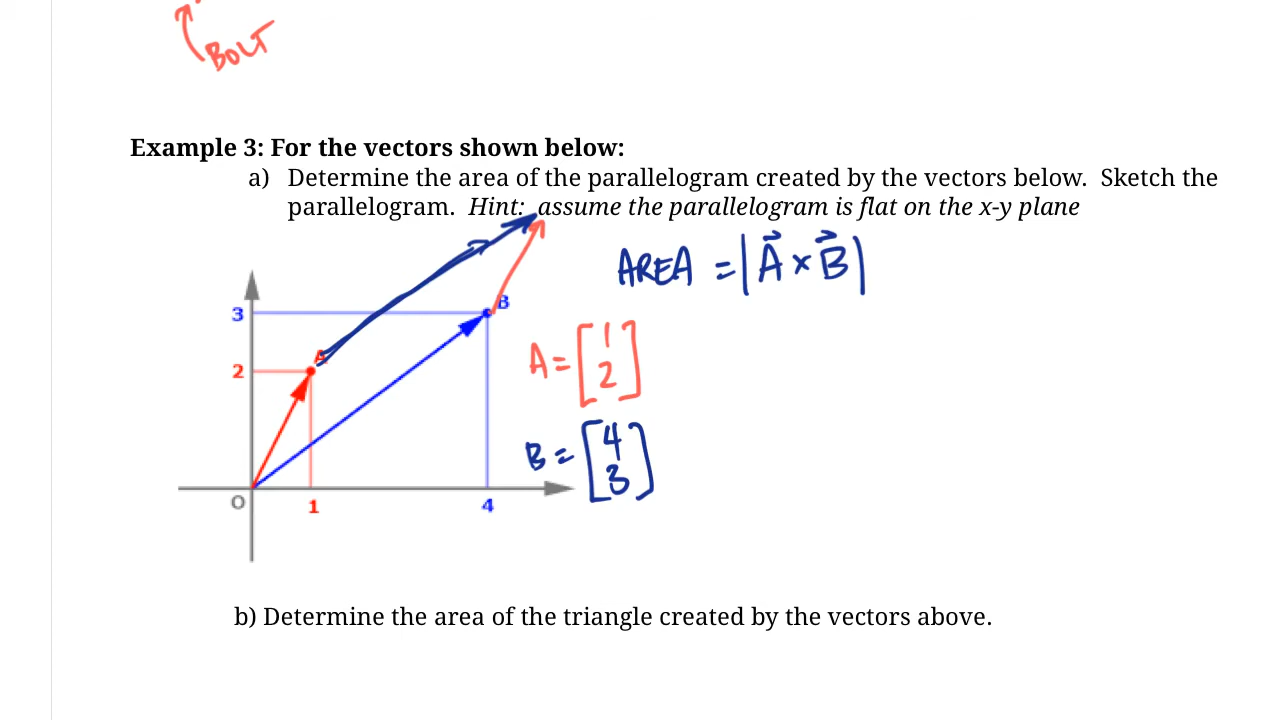 BOLT
Example 3: For the vectors shown below:
a) Determine the area of the parallelogram created by the vectors below. Sketch the
parallelogram. Hint: assume the parallelogram is flat on the x-y plane
AREA = |A⃗ × B⃗|
3
B
A
2
A = [1
2]
B = [4
3]
O
1
4
b) Determine the area of the triangle created by the vectors above.